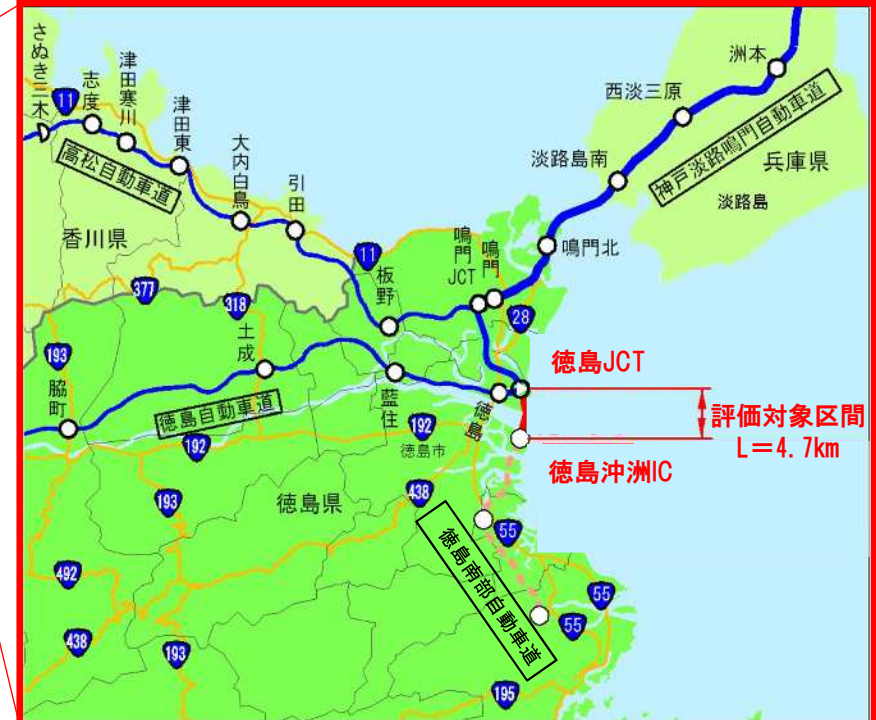 さぬき三木
11
志度
津田寒川
津田東
高松自動車道
大内白鳥
引田
香川県
377
318
193
11
板野
鳴門JCT
鳴門
鳴門北
淡路島南
西淡三原
洲本
神戸淡路鳴門自動車道
兵庫県
淡路島
28
土成
脇町
徳島自動車道
藍住
徳島
徳島JCT
評価対象区間
L=4.7km
徳島沖洲IC
192
192
徳島市
438
193
徳島県
55
徳島南部自動車道
492
438
193
55
55
195